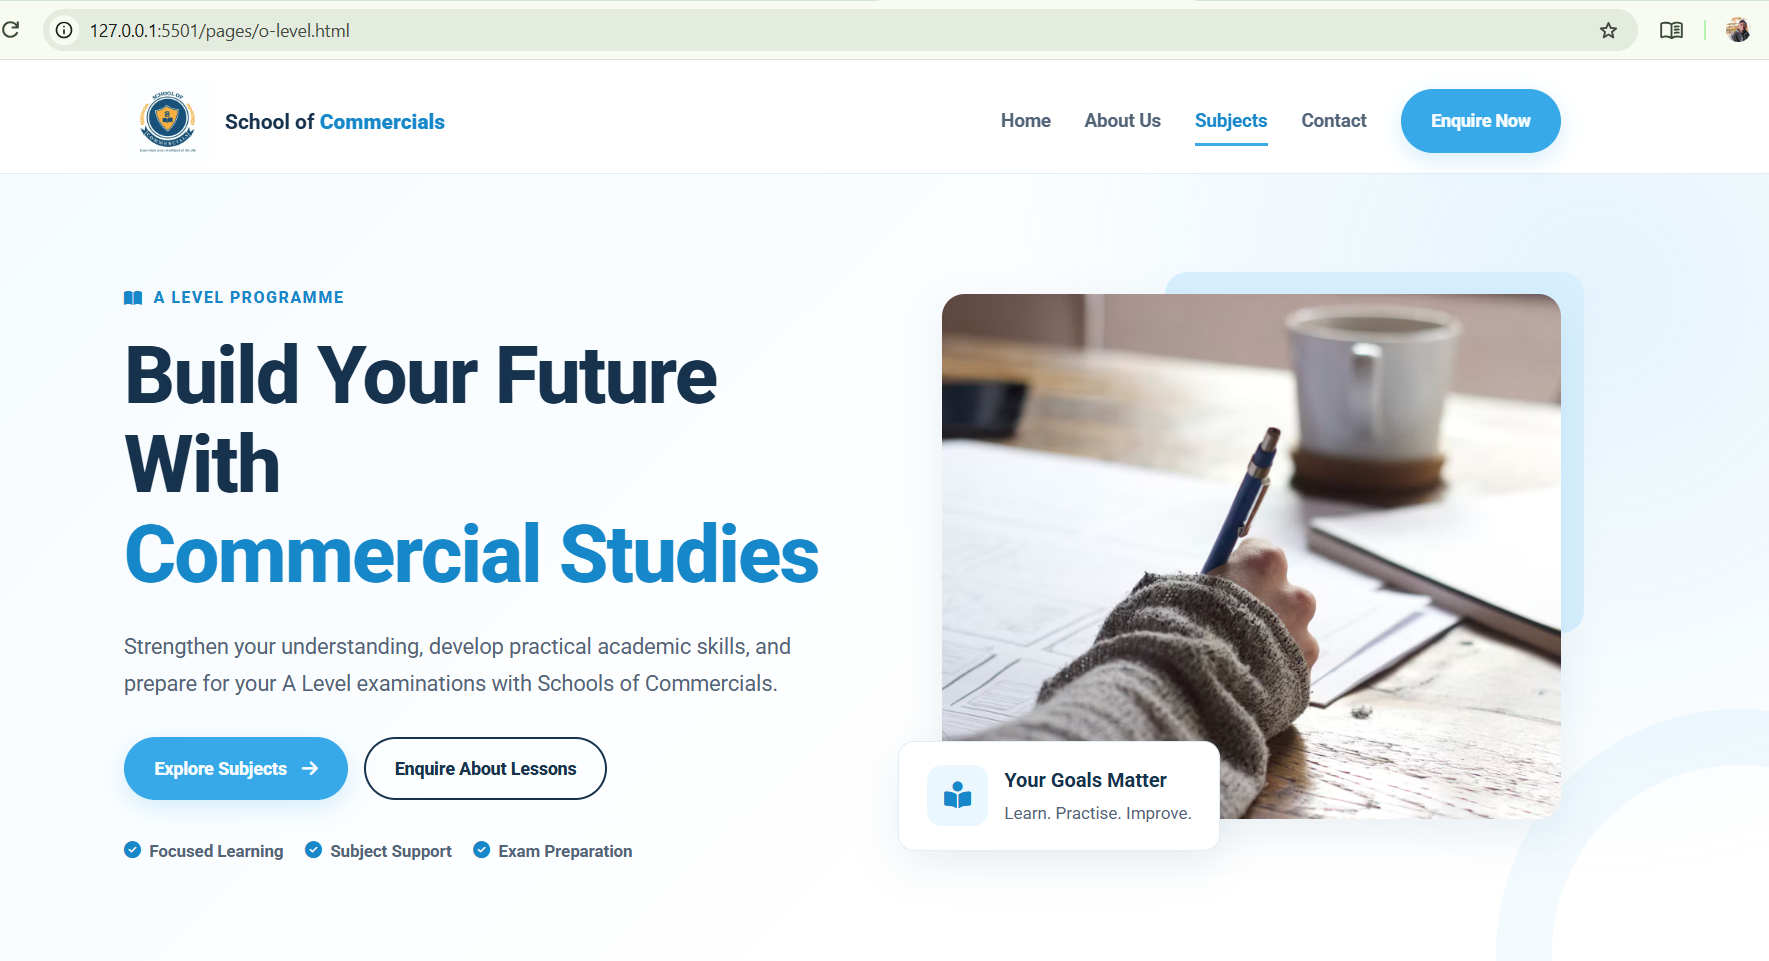 127.0.0.1:5501/pages/o-level.html
SCHOOL OF
COMMERCIALS
School of Commercials
Home
About Us
Subjects
Contact
Enquire Now
A LEVEL PROGRAMME
Build Your Future
With
Commercial Studies
Strengthen your understanding, develop practical academic skills, and
prepare for your A Level examinations with Schools of Commercials.
Explore Subjects
Enquire About Lessons
Focused Learning
Subject Support
Exam Preparation
Your Goals Matter
Learn. Practise. Improve.